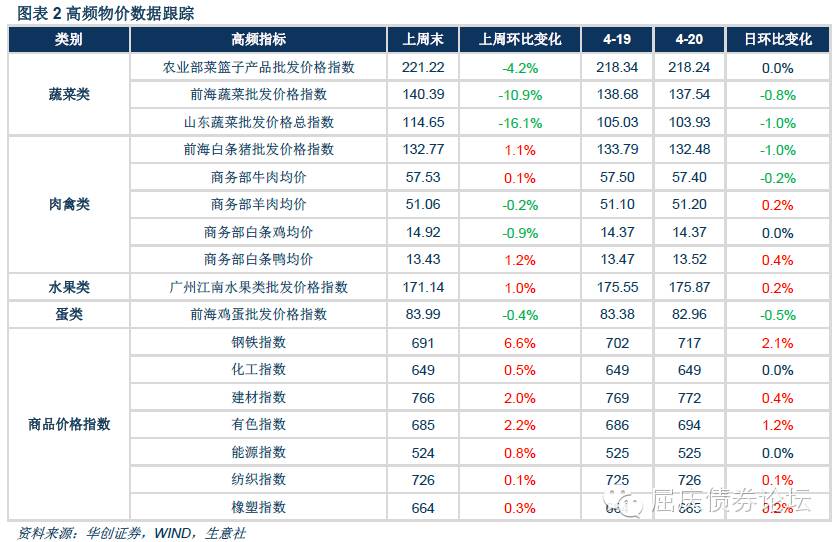 图表 2 高频物价数据跟踪
类别 高频指标 上周末 上周环比变化 4-19 4-20 日环比变化
蔬菜类
农业部菜篮子产品批发价格指数 221.22 -4.2% 218.34 218.24 0.0%
前海蔬菜批发价格指数 140.39 -10.9% 138.68 137.54 -0.8%
山东蔬菜批发价格总指数 114.65 -16.1% 105.03 103.93 -1.0%
肉禽类
前海白条猪批发价格指数 132.77 1.1% 133.79 132.48 -1.0%
商务部牛肉均价 57.53 0.1% 57.50 57.40 -0.2%
商务部羊肉均价 51.06 -0.2% 51.10 51.20 0.2%
商务部白条鸡均价 14.92 -0.9% 14.37 14.37 0.0%
商务部白条鸭均价 13.43 1.2% 13.47 13.52 0.4%
水果类 广州江南水果类批发价格指数 171.14 1.0% 175.55 175.87 0.2%
蛋类 前海鸡蛋批发价格指数 83.99 -0.4% 83.38 82.96 -0.5%
商品价格指数
钢铁指数 691 6.6% 702 717 2.1%
化工指数 649 0.5% 649 649 0.0%
建材指数 766 2.0% 769 772 0.4%
有色指数 685 2.2% 686 694 1.2%
能源指数 524 0.8% 525 525 0.0%
纺织指数 726 0.1% 725 726 0.1%
橡塑指数 664 0.3% 665 0.2%
屈庆债券论坛
资料来源：华创证券，WIND，生意社